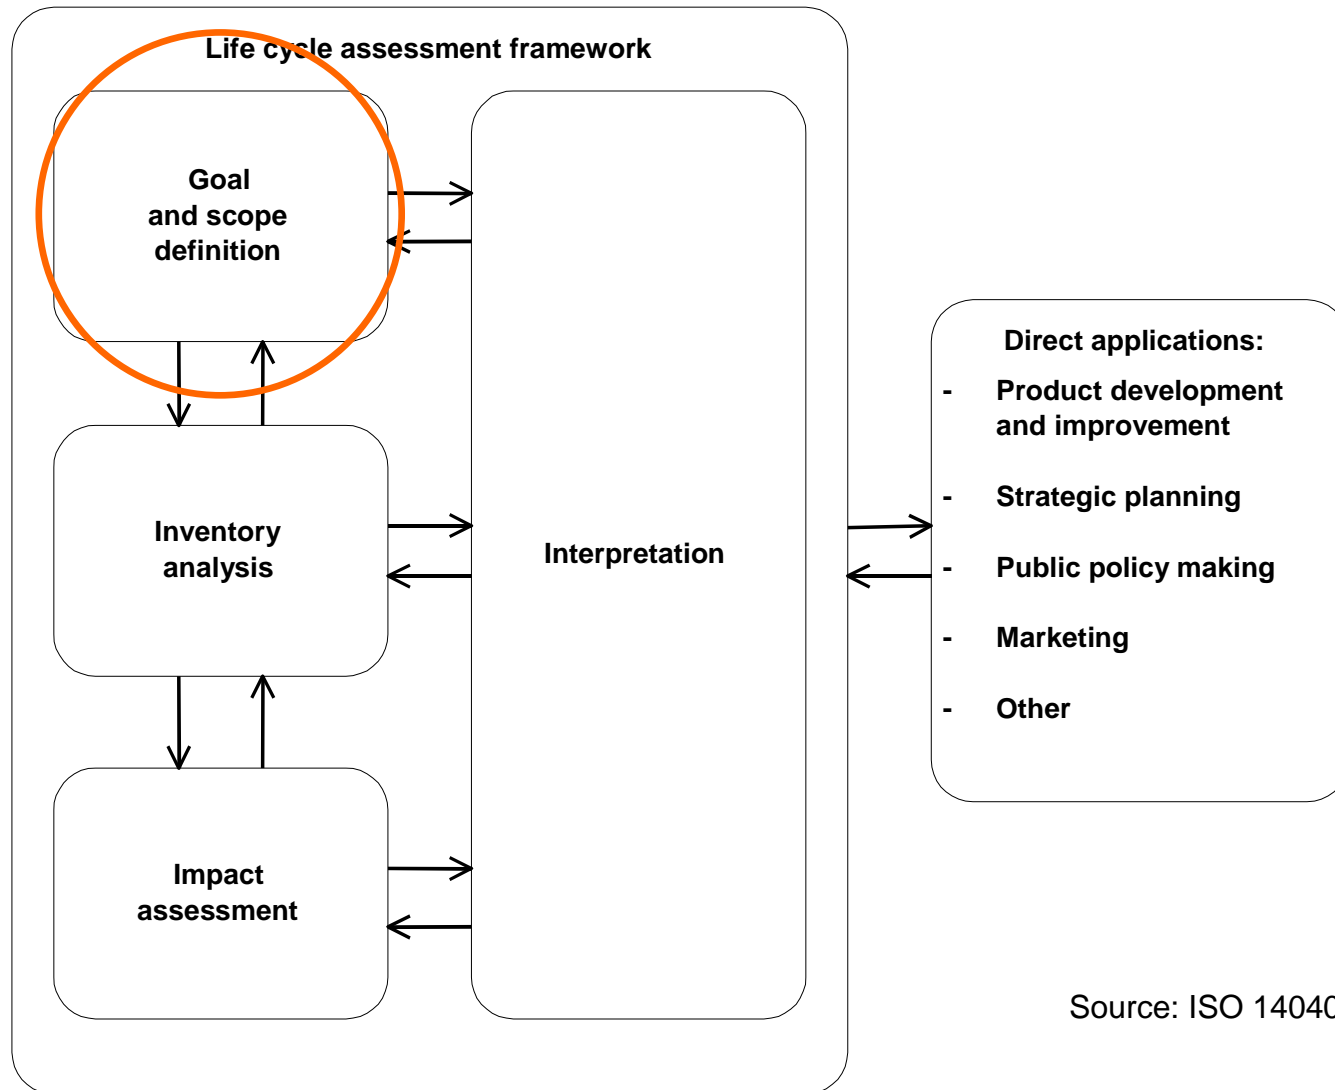 Life cycle assessment framework
Goal
and scope
definition
Inventory
analysis
Impact
assessment
Interpretation
Direct applications:
- Product development
and improvement
- Strategic planning
- Public policy making
- Marketing
- Other
Source: ISO 14040